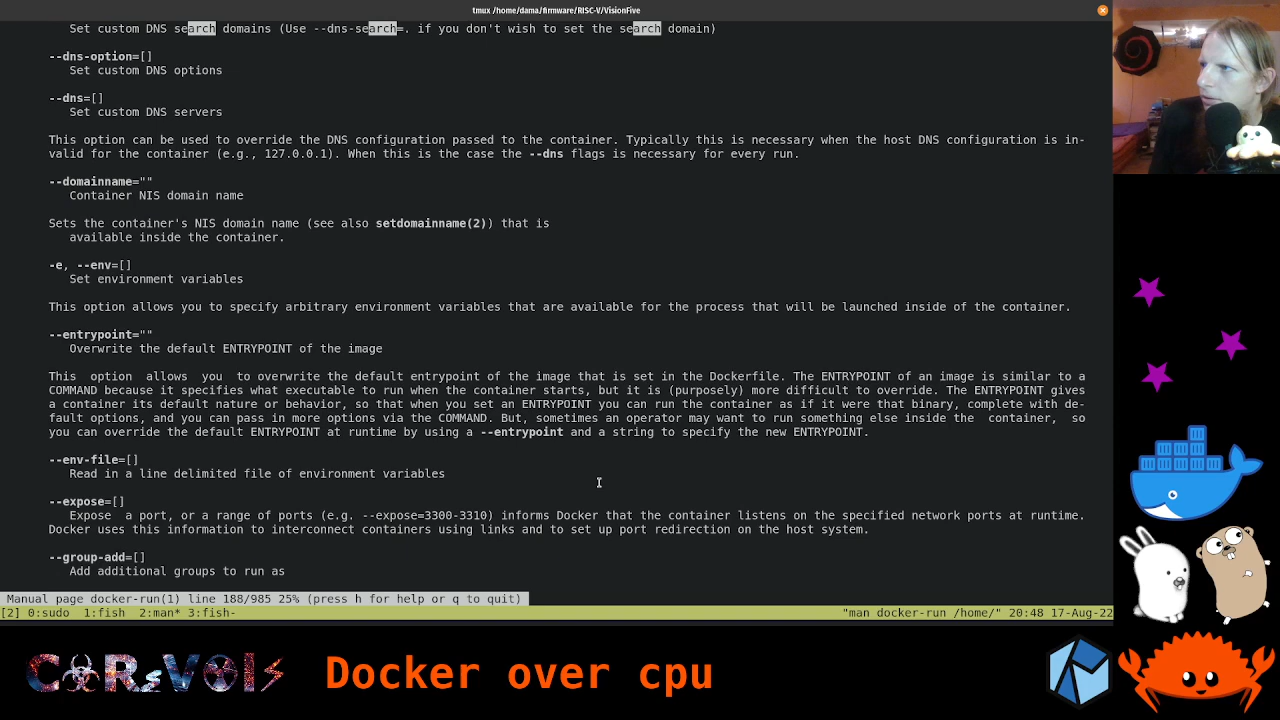 tmux /home/dama/firmware/RISC-V/VisionFive
Set custom DNS search domains (Use --dns-search=. if you don't wish to set the search domain)
--dns-option=[]
Set custom DNS options
--dns=[]
Set custom DNS servers
This option can be used to override the DNS configuration passed to the container. Typically this is necessary when the host DNS configuration is in-
valid for the container (e.g., 127.0.0.1). When this is the case the --dns flags is necessary for every run.
--domainname=""
Container NIS domain name
Sets the container's NIS domain name (see also setdomainname(2)) that is
available inside the container.
-e, --env=[]
Set environment variables
This option allows you to specify arbitrary environment variables that are available for the process that will be launched inside of the container.
--entrypoint=""
Overwrite the default ENTRYPOINT of the image
This option allows you to overwrite the default entrypoint of the image that is set in the Dockerfile. The ENTRYPOINT of an image is similar to a
COMMAND because it specifies what executable to run when the container starts, but it is (purposely) more difficult to override. The ENTRYPOINT gives
a container its default nature or behavior, so that when you set an ENTRYPOINT you can run the container as if it were that binary, complete with de-
fault options, and you can pass in more options via the COMMAND. But, sometimes an operator may want to run something else inside the container, so
you can override the default ENTRYPOINT at runtime by using a --entrypoint and a string to specify the new ENTRYPOINT.
--env-file=[]
Read in a line delimited file of environment variables
--expose=[]
Expose a port, or a range of ports (e.g. --expose=3300-3310) informs Docker that the container listens on the specified network ports at runtime.
Docker uses this information to interconnect containers using links and to set up port redirection on the host system.
--group-add=[]
Add additional groups to run as
Manual page docker-run(1) line 188/985 25% (press h for help or q to quit)
[2] 0:sudo 1:fish 2:man* 3:fish- "man docker-run /home/" 20:48 17-Aug-22
Docker over cpu